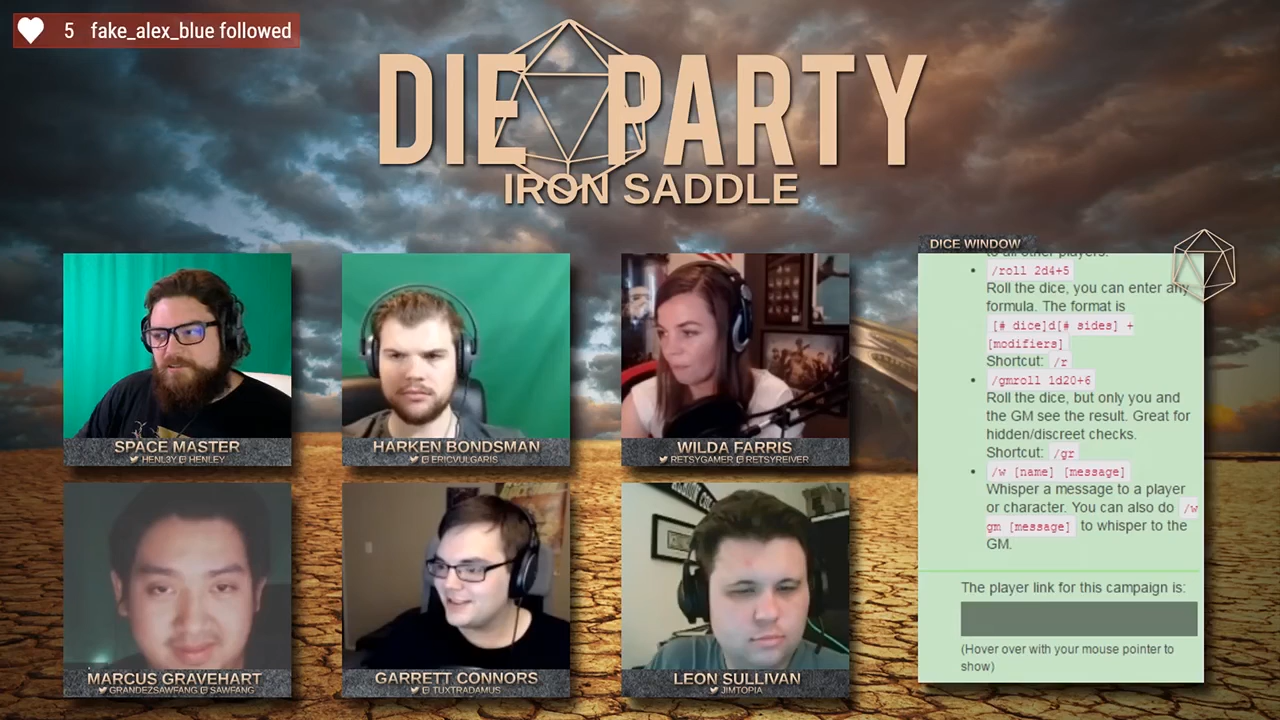 5 fake_alex_blue followed
DIE PARTY
IRON SADDLE
DICE WINDOW
to all other players.
/roll 2d4+5
Roll the dice, you can enter any
formula. The format is
[# dice]d[# sides] +
[modifiers]
Shortcut: /r
/gmroll 1d20+6
Roll the dice, but only you and
the GM see the result. Great for
hidden/discreet checks.
Shortcut: /gr
/w [name] [message]
Whisper a message to a player
or character. You can also do /w
gm [message] to whisper to the
GM.
The player link for this campaign is:
(Hover over with your mouse pointer to
show)
SPACE MASTER
HENL3Y HENLEY
HARKEN BONDSMAN
ERICVULGARIS
WILDA FARRIS
RETSYGAMER RETSYREIVER
MARCUS GRAVEHART
GRANDEZSAWFANG SAWFANG
GARRETT CONNORS
TUXTRADAMUS
LEON SULLIVAN
JIMTOPIA